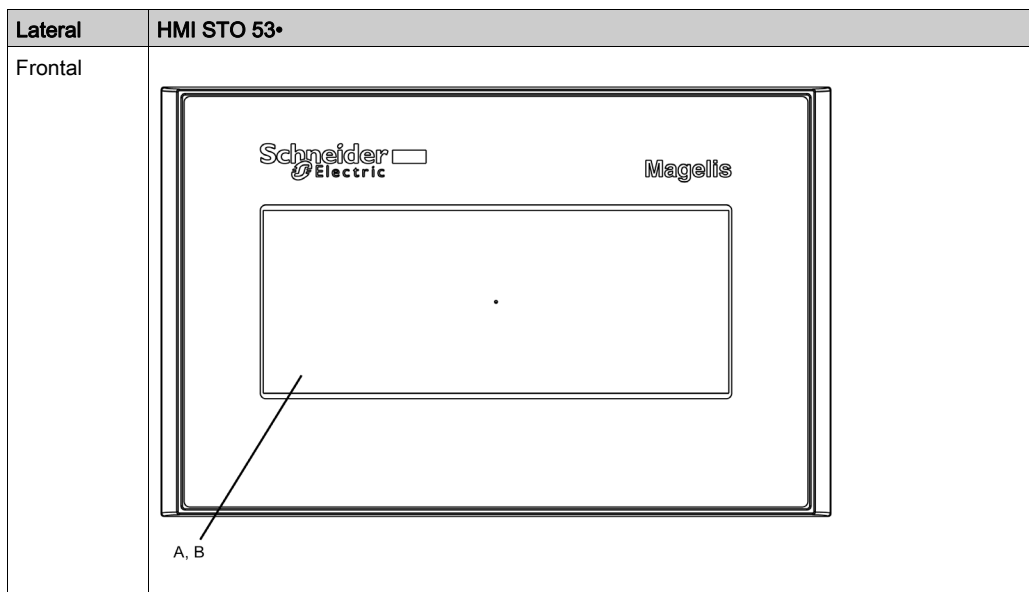 Lateral HMI STO 53•
Frontal
Schneider Magelis
Electric
A, B